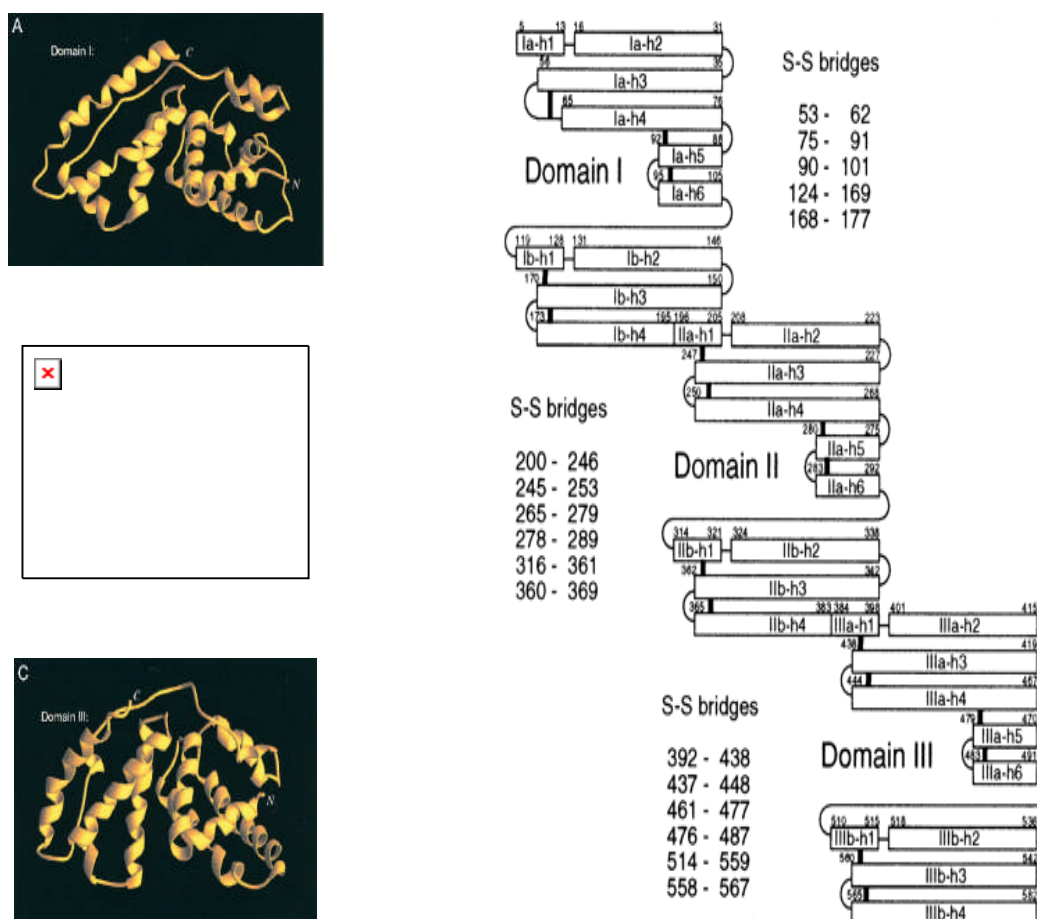 A
Domain I:
C
N
5 13 16 31
Ia-h1 Ia-h2
56 35
Ia-h3
65 76
Ia-h4
92 88
Ia-h5
95 105
Ia-h6
Domain I
S-S bridges
53 - 62
75 - 91
90 - 101
124 - 169
168 - 177
119 128 131 146
Ib-h1 Ib-h2
170 150
Ib-h3
173 195 196 205 208 223
Ib-h4 IIa-h1 IIa-h2
247 227
IIa-h3
250 268
IIa-h4
280 275
IIa-h5
283 292
IIa-h6
Domain II
S-S bridges
200 - 246
245 - 253
265 - 279
278 - 289
316 - 361
360 - 369
314 321 324 338
IIb-h1 IIb-h2
362 342
IIb-h3
365 383 384 398 401 415
IIb-h4 IIIa-h1 IIIa-h2
438 419
IIIa-h3
444 467
IIIa-h4
479 470
IIIa-h5
483 491
IIIa-h6
Domain III
S-S bridges
392 - 438
437 - 448
461 - 477
476 - 487
514 - 559
558 - 567
510 515 518 536
IIIb-h1 IIIb-h2
560 542
IIIb-h3
565 582
IIIb-h4
C
Domain III:
C
N